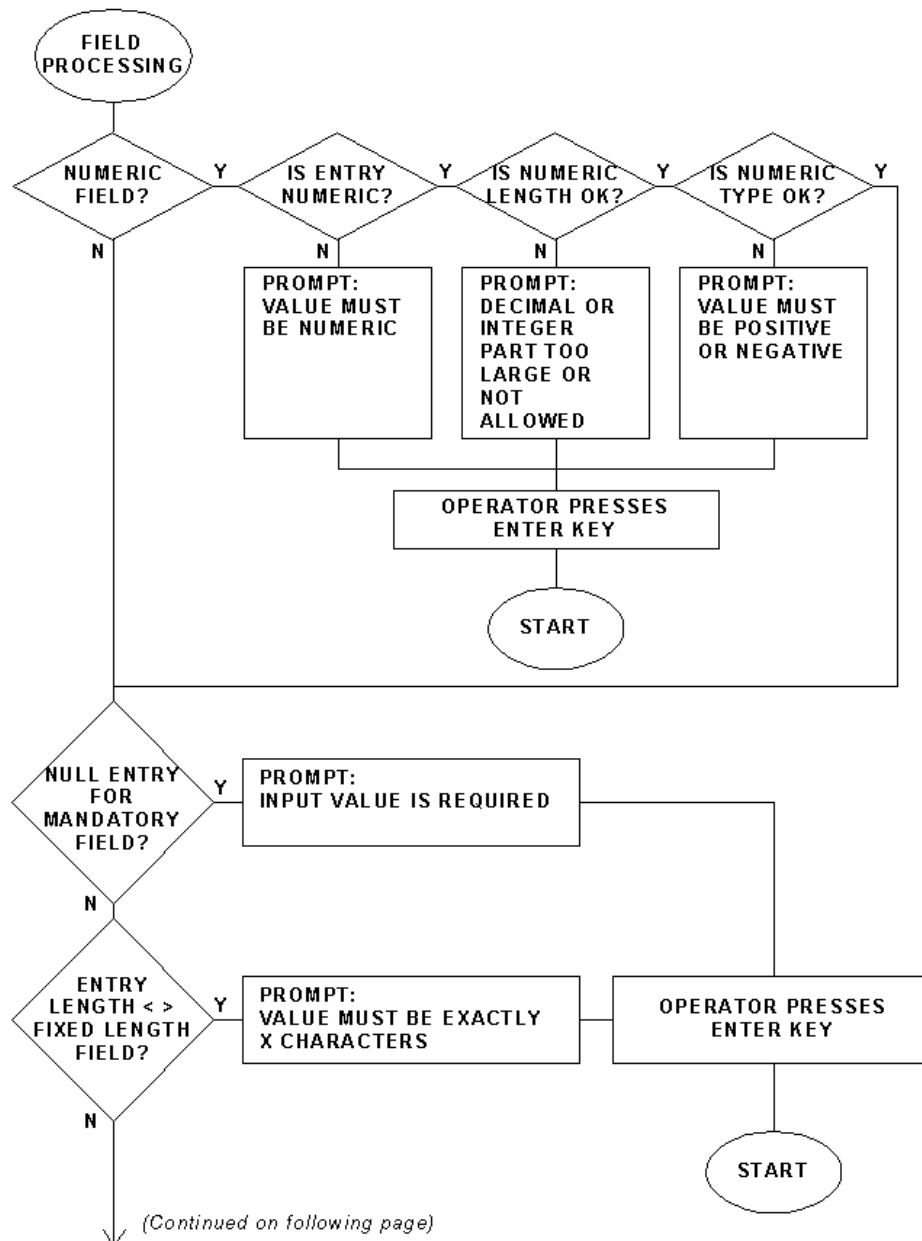 FIELD
PROCESSING
NUMERIC
FIELD?
Y
N
IS ENTRY
NUMERIC?
Y
N
IS NUMERIC
LENGTH OK?
Y
N
IS NUMERIC
TYPE OK?
Y
N
PROMPT:
VALUE MUST
BE NUMERIC
PROMPT:
DECIMAL OR
INTEGER
PART TOO
LARGE OR
NOT
ALLOWED
PROMPT:
VALUE MUST
BE POSITIVE
OR NEGATIVE
OPERATOR PRESSES
ENTER KEY
START
NULL ENTRY
FOR
MANDATORY
FIELD?
Y
N
PROMPT:
INPUT VALUE IS REQUIRED
ENTRY
LENGTH < >
FIXED LENGTH
FIELD?
Y
N
PROMPT:
VALUE MUST BE EXACTLY
X CHARACTERS
OPERATOR PRESSES
ENTER KEY
START
(Continued on following page)